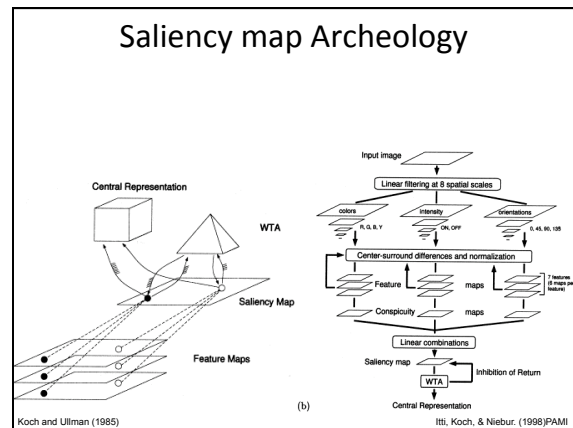 Saliency map Archeology
Central Representation
WTA
Saliency Map
Feature Maps
Koch and Ullman (1985)
Input image
Linear filtering at 8 spatial scales
colors
intensity
orientations
R, G, B, Y
ON, OFF
0, 45, 90, 135
Center-surround differences and normalization
Feature
maps
7 features
(6 maps per
feature)
Conspicuity
maps
Linear combinations
Saliency map
Inhibition of Return
WTA
Central Representation
(b)
Itti, Koch, & Niebur. (1998)PAMI